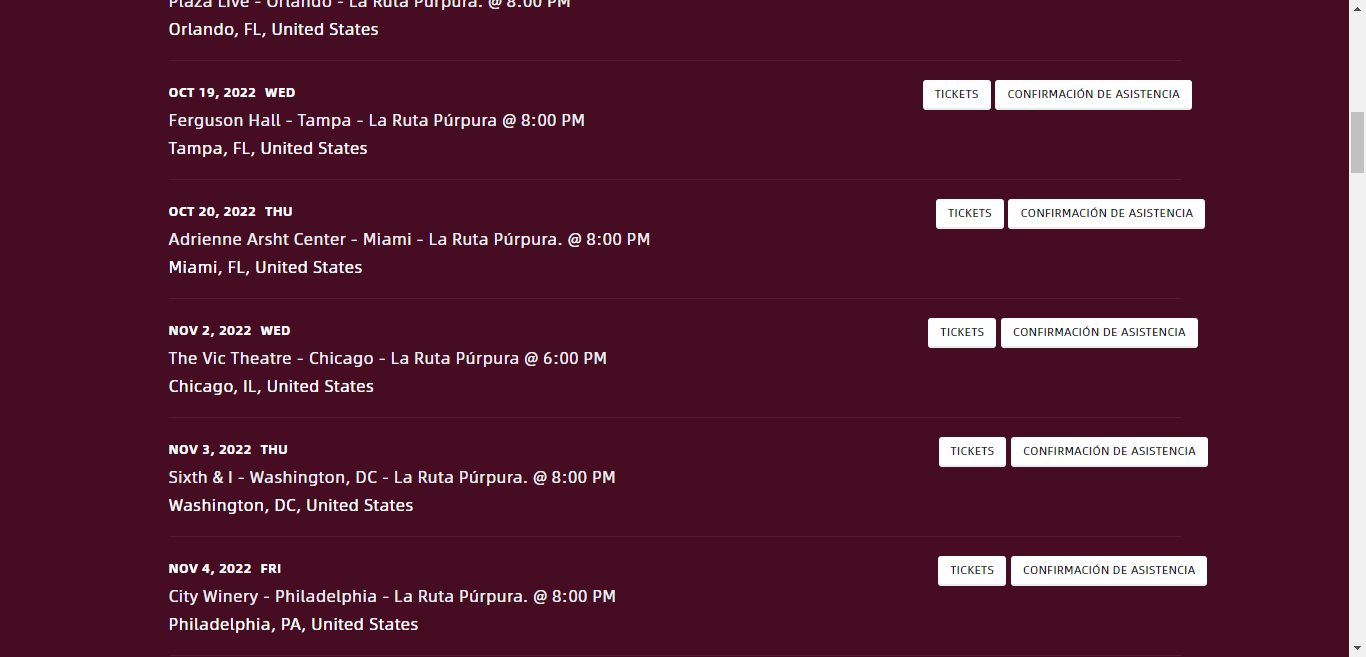 Plaza Live - Orlando - La Ruta Púrpura. @ 8:00 PM
Orlando, FL, United States
OCT 19, 2022 WED
TICKETS CONFIRMACIÓN DE ASISTENCIA
Ferguson Hall - Tampa - La Ruta Púrpura @ 8:00 PM
Tampa, FL, United States
OCT 20, 2022 THU
TICKETS CONFIRMACIÓN DE ASISTENCIA
Adrienne Arsht Center - Miami - La Ruta Púrpura. @ 8:00 PM
Miami, FL, United States
NOV 2, 2022 WED
TICKETS CONFIRMACIÓN DE ASISTENCIA
The Vic Theatre - Chicago - La Ruta Púrpura @ 6:00 PM
Chicago, IL, United States
NOV 3, 2022 THU
TICKETS CONFIRMACIÓN DE ASISTENCIA
Sixth & I - Washington, DC - La Ruta Púrpura. @ 8:00 PM
Washington, DC, United States
NOV 4, 2022 FRI
TICKETS CONFIRMACIÓN DE ASISTENCIA
City Winery - Philadelphia - La Ruta Púrpura. @ 8:00 PM
Philadelphia, PA, United States